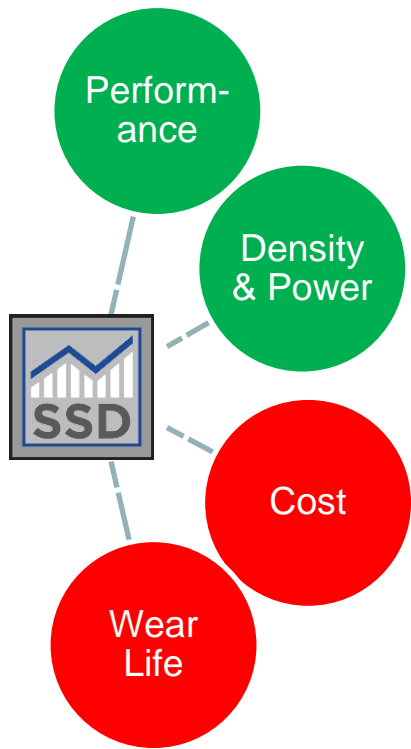 Perform-
ance
Density
& Power
SSD
Cost
Wear
Life